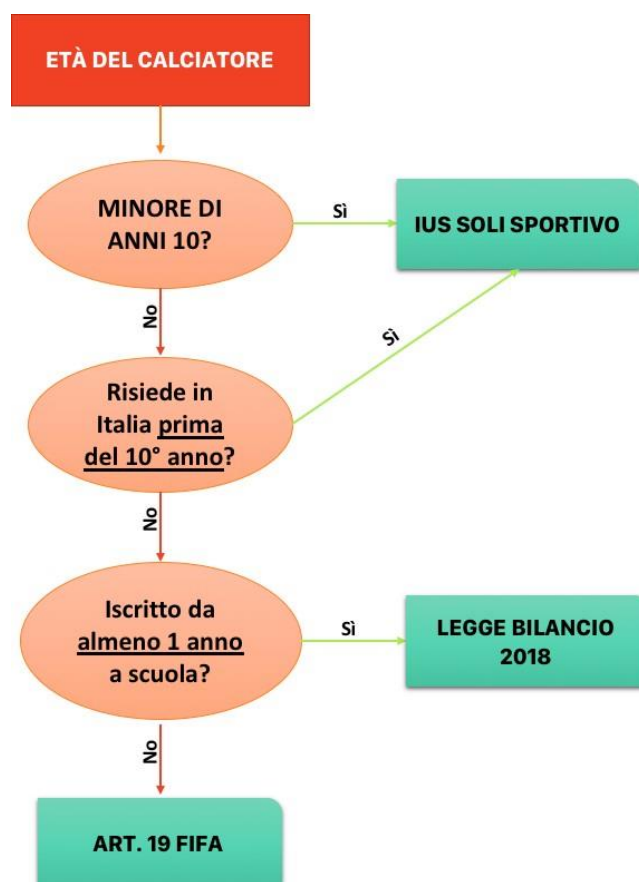 ETÀ DEL CALCIATORE
MINORE DI
ANNI 10?
Sì
IUS SOLI SPORTIVO
No
Sì
Risiede in
Italia prima
del 10° anno?
No
Iscritto da
almeno 1 anno
a scuola?
Sì
LEGGE BILANCIO
2018
No
ART. 19 FIFA